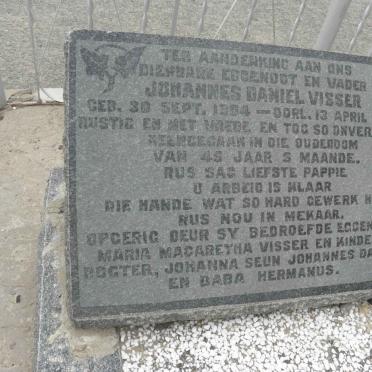 TER AANDENKING AAN ONS
DIERBARE EGGENOOT EN VADER
JOHANNES DANIEL VISSER
GEB. 30 SEPT. — OORL. 13 APRIL
RUSTIG EN MET VREDE EN TOG SO ONVER
HEENGEGAAN IN DIE OUDERDOM
VAN 45 JAAR 5 MAANDE.
RUS SAG LIEFSTE PAPPIE
U ARBEID IS KLAAR
DIE HANDE WAT SO HARD GEWERK H
RUS NOU IN MEKAAR.
OPGERIG DEUR SY BEDROEFDE EGGEN
MARIA MAGARETHA VISSER EN KINDE
DOGTER, JOHANNA SEUN JOHANNES DA
EN BABA HERMANUS.